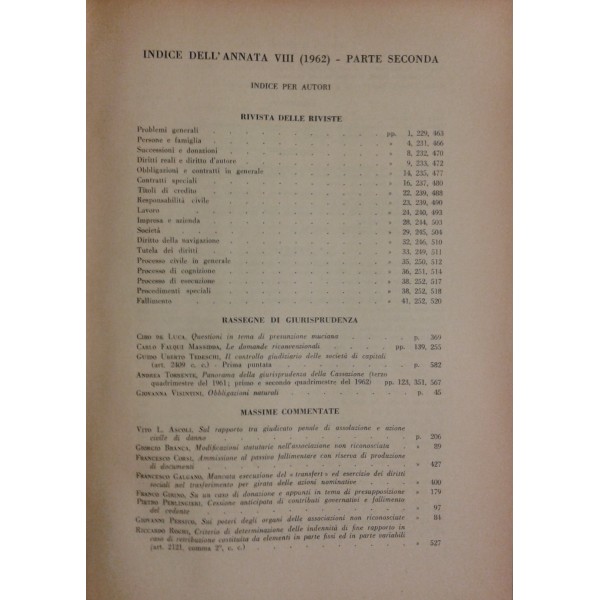 INDICE DELL'ANNATA VIII (1962) - PARTE SECONDA
INDICE PER AUTORI
RIVISTA DELLE RIVISTE
Problemi generali . . . pp. 1, 229, 463
Persone e famiglia . . . » 4, 231, 466
Successioni e donazioni . . . » 8, 232, 470
Diritti reali e diritto d'autore . . . » 9, 233, 472
Obbligazioni e contratti in generale . . . » 14, 235, 477
Contratti speciali . . . » 16, 237, 480
Titoli di credito . . . » 22, 239, 488
Responsabilità civile . . . » 23, 239, 490
Lavoro . . . » 24, 240, 493
Impresa e azienda . . . » 28, 244, 503
Società . . . » 29, 245, 504
Diritto della navigazione . . . » 32, 246, 510
Tutela dei diritti . . . » 33, 249, 511
Processo civile in generale . . . » 35, 250, 512
Processo di cognizione . . . » 36, 251, 514
Processo di esecuzione . . . » 38, 252, 517
Procedimenti speciali . . . » 38, 252, 518
Fallimento . . . » 41, 252, 520
RASSEGNE DI GIURISPRUDENZA
CIRO DE LUCA, Questioni in tema di presunzione muciana . . . p. 369
CARLO FALQUI MASSIDDA, Le domande riconvenzionali . . . pp. 139, 255
GUIDO UBERTO TEDESCHI, Il controllo giudiziario delle società di capitali
(art. 2409 c. c.) - Prima puntata . . . p. 582
ANDREA TORRENTE, Panorama della giurisprudenza della Cassazione (terzo
quadrimestre del 1961; primo e secondo quadrimestre del 1962) pp. 123, 351, 567
GIOVANNA VISINTINI, Obbligazioni naturali . . . p. 45
MASSIME COMMENTATE
VITO L. ASCOLI, Sul rapporto tra giudicato penale di assoluzione e azione
civile di danno . . . p. 206
GIORGIO BRANCA, Modificazioni statutarie nell'associazione non riconosciuta . » 89
FRANCESCO CORSI, Ammissione al passivo fallimentare con riserva di produzione
di documenti . . . » 427
FRANCESCO GALGANO, Mancata esecuzione del « transfert » ed esercizio dei diritti
sociali nel trasferimento per girata delle azioni nominative . . . » 400
FRANCO GIRINO, Su un caso di donazione e appunti in tema di presupposizione » 179
PIETRO PERLINGIERI, Cessione anticipata di contributi governativi e fallimento
del cedente . . . » 97
GIOVANNI PERSICO, Sui poteri degli organi delle associazioni non riconosciute » 84
RICCARDO RICHI, Criterio di determinazione delle indennità di fine rapporto in
caso di retribuzione costituita da elementi in parte fissi ed in parte variabili
(art. 2121, comma 2°, c. c.) . . . » 527